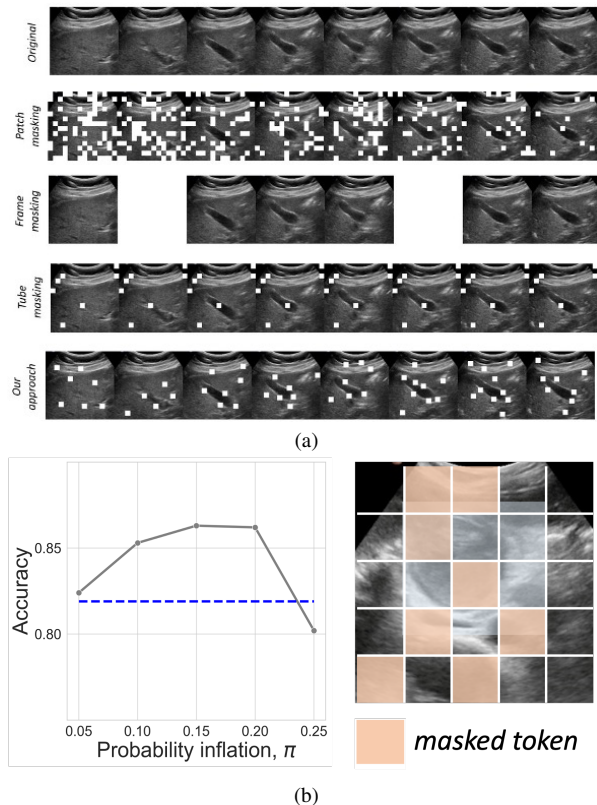 Original
Patch
masking
Frame
masking
Tube
masking
Our
approach
(a)
Accuracy
0.85
0.80
0.05 0.10 0.15 0.20 0.25
Probability inflation, π
masked token
(b)